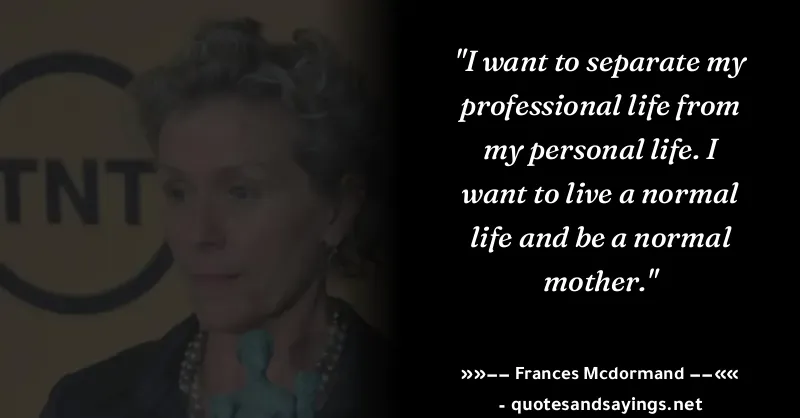 TNT
"I want to separate my
professional life from
my personal life. I
want to live a normal
life and be a normal
mother."
»»—— Frances Mcdormand ——««
- quotesandsayings.net